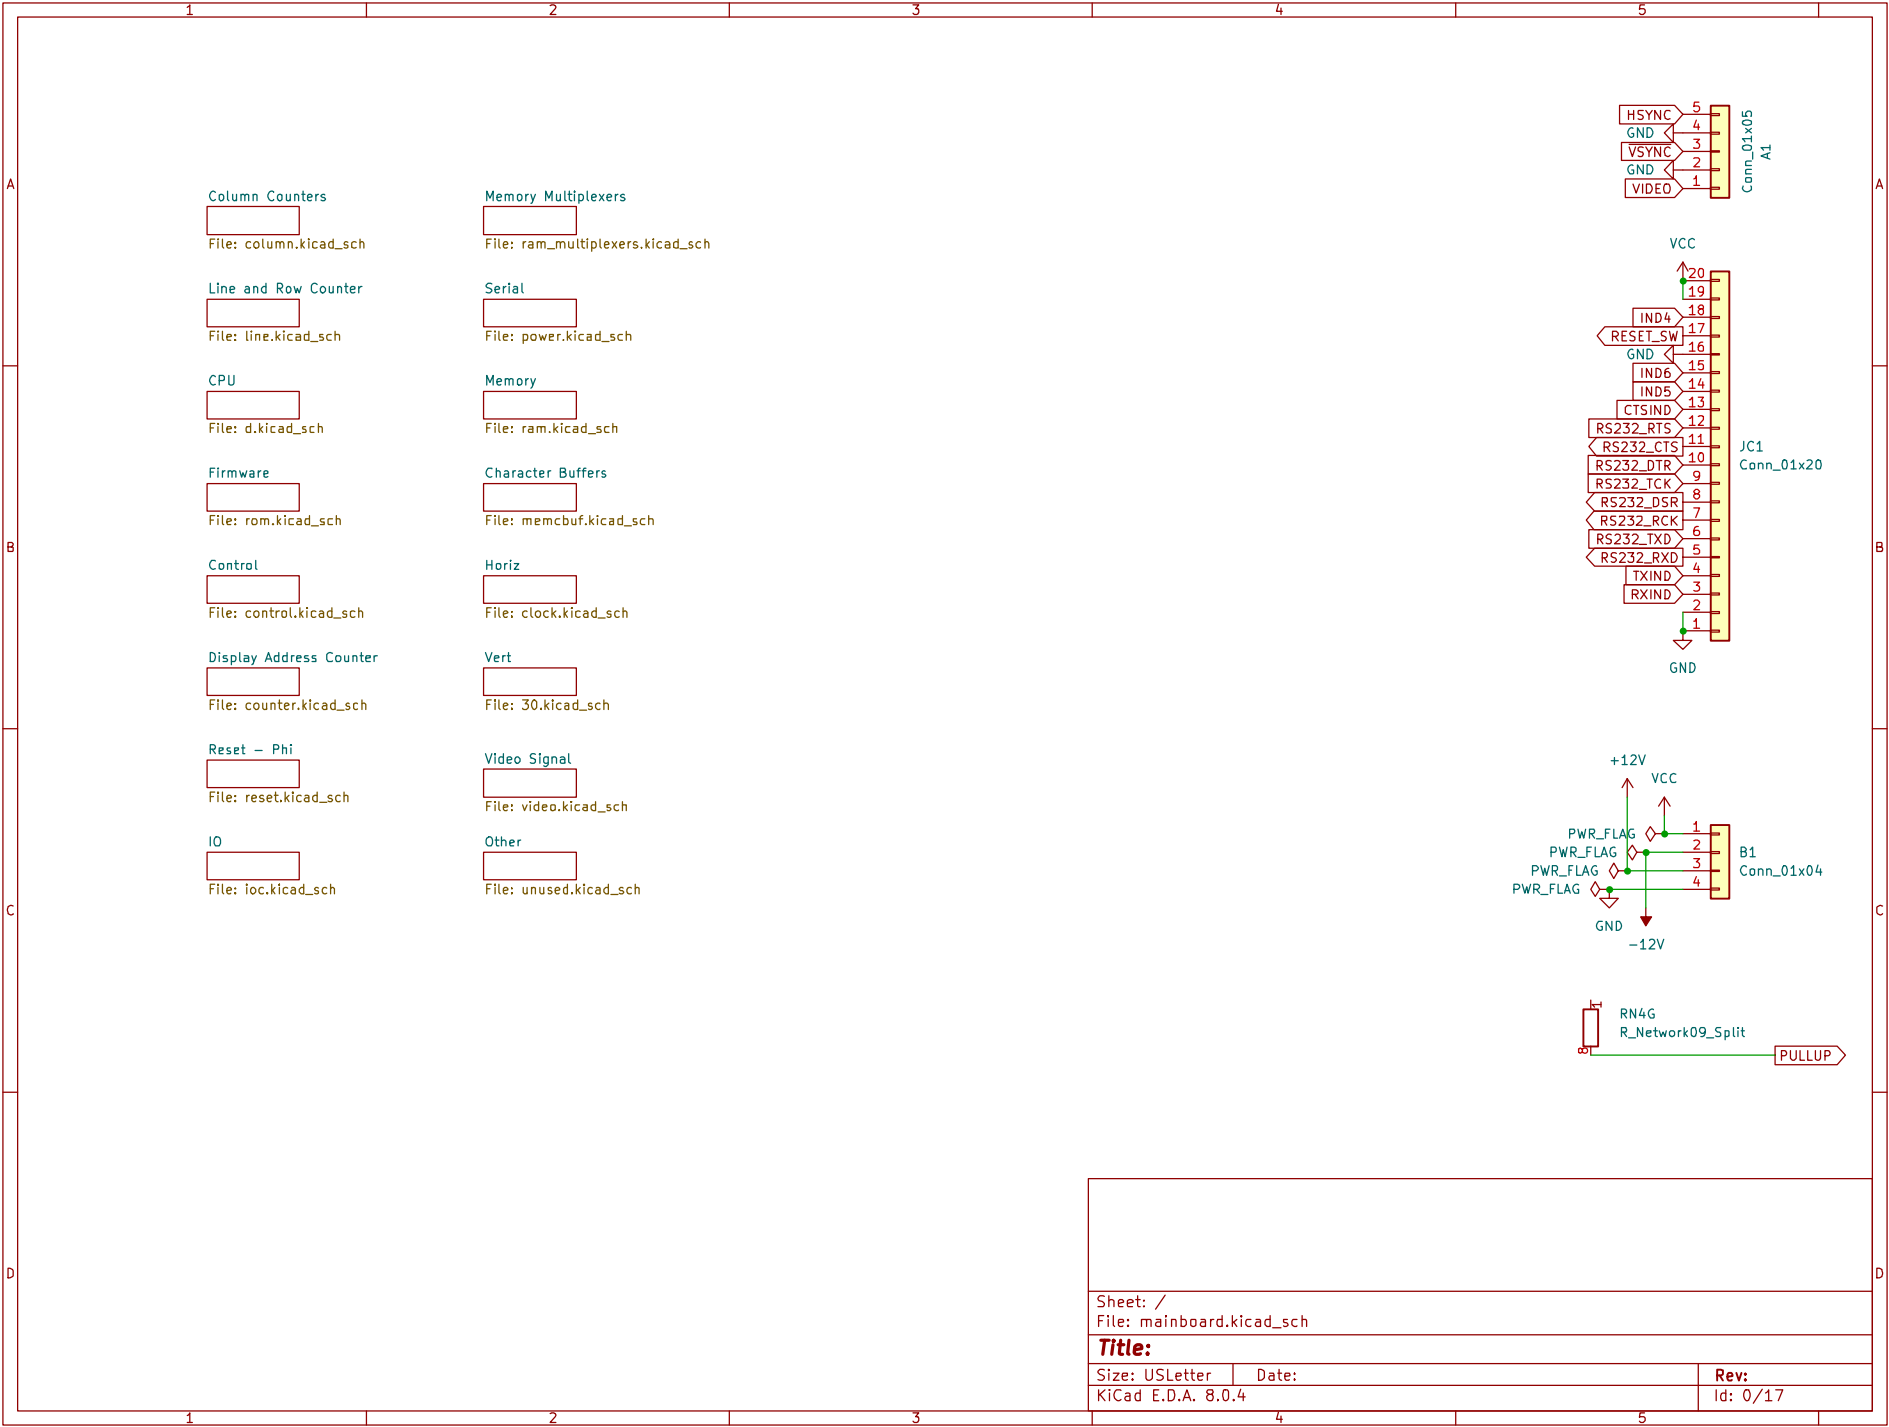 1 2 3 4 5
A
B
C
D
A
B
C
D
Column Counters
File: column.kicad_sch
Line and Row Counter
File: line.kicad_sch
CPU
File: d.kicad_sch
Firmware
File: rom.kicad_sch
Control
File: control.kicad_sch
Display Address Counter
File: counter.kicad_sch
Reset - Phi
File: reset.kicad_sch
IO
File: ioc.kicad_sch
Memory Multiplexers
File: ram_multiplexers.kicad_sch
Serial
File: power.kicad_sch
Memory
File: ram.kicad_sch
Character Buffers
File: memcbuf.kicad_sch
Horiz
File: clock.kicad_sch
Vert
File: 30.kicad_sch
Video Signal
File: video.kicad_sch
Other
File: unused.kicad_sch
HSYNC 5
GND 4
VSYNC 3
GND 2
VIDEO 1
Conn_01x05
A1
VCC
20
19
IND4 18
RESET_SW 17
GND 16
IND6 15
IND5 14
CTSIND 13
RS232_RTS 12
RS232_CTS 11
RS232_DTR 10
RS232_TCK 9
RS232_DSR 8
RS232_RCK 7
RS232_TXD 6
RS232_RXD 5
TXIND 4
RXIND 3
2
1
GND
JC1
Conn_01x20
+12V
VCC
PWR_FLAG 1
PWR_FLAG 2
PWR_FLAG 3
PWR_FLAG 4
GND
-12V
B1
Conn_01x04
1
RN4G
R_Network09_Split
8
PULLUP
Sheet: /
File: mainboard.kicad_sch
Title:
Size: USLetter Date: Rev:
KiCad E.D.A. 8.0.4 Id: 0/17
1 2 3 4 5